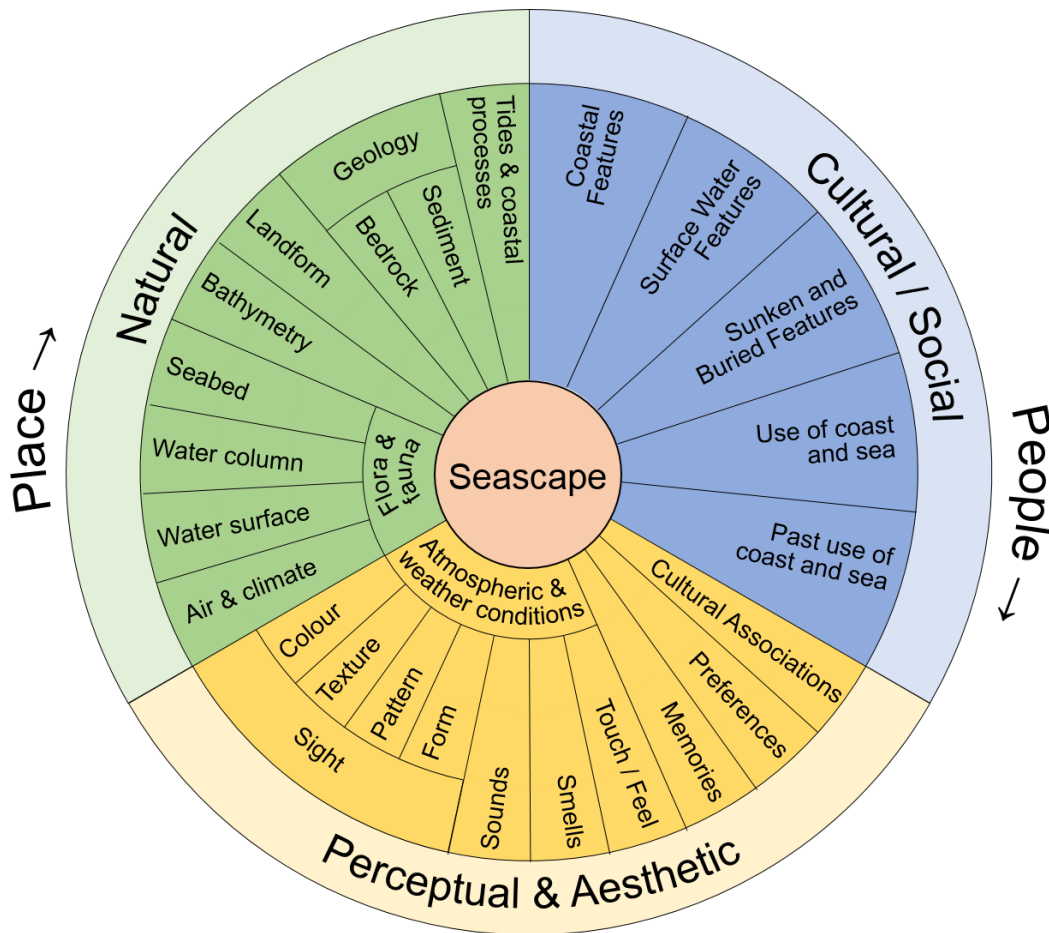 Place →
Natural
Tides & coastal
processes
Geology
Sediment
Bedrock
Landform
Bathymetry
Seabed
Water column
Water surface
Air & climate
Flora &
fauna
Seascape
People →
Cultural / Social
Coastal
Features
Surface Water
Features
Sunken and
Buried Features
Use of coast
and sea
Past use of
coast and sea
Perceptual & Aesthetic
Atmospheric &
weather conditions
Colour
Texture
Pattern
Form
Sight
Sounds
Smells
Touch / Feel
Memories
Preferences
Cultural Associations